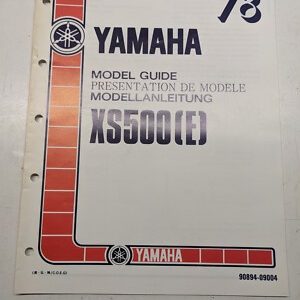 78
YAMAHA
MODEL GUIDE
PRESENTATION DE MODELE
MODELLANLEITUNG
XS500(E)
YAMAHA
90894-09004